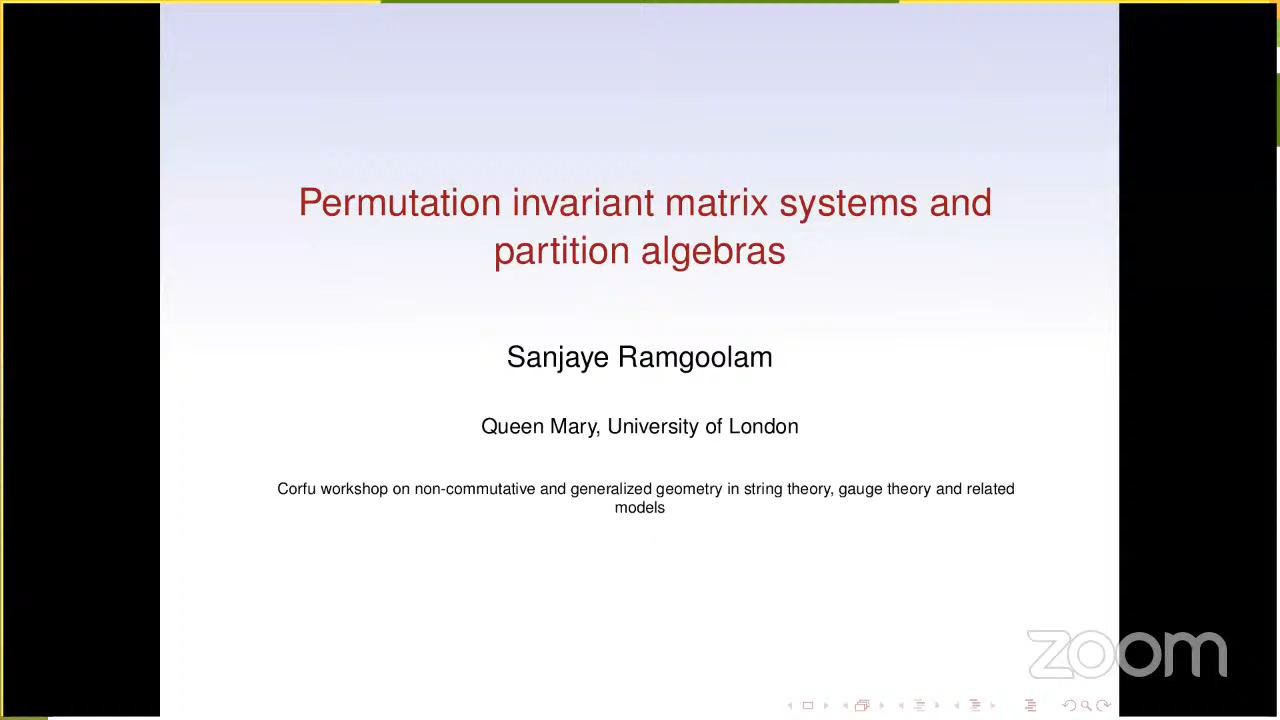 Permutation invariant matrix systems and
partition algebras
Sanjaye Ramgoolam
Queen Mary, University of London
Corfu workshop on non-commutative and generalized geometry in string theory, gauge theory and related
models
zoom